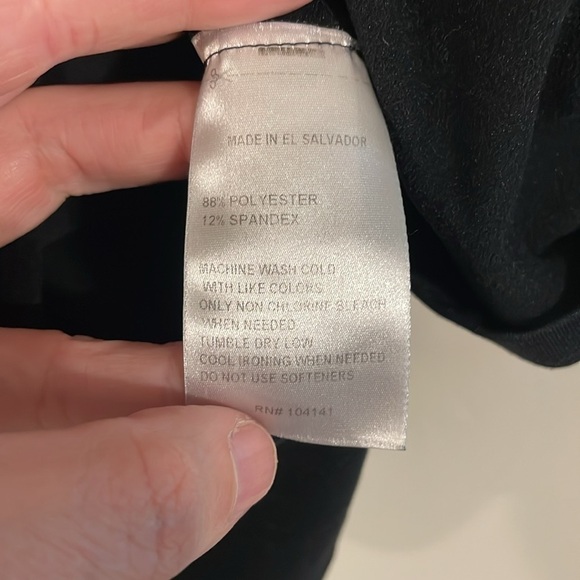 MADE IN EL SALVADOR
88% POLYESTER
12% SPANDEX
MACHINE WASH COLD
WITH LIKE COLORS
ONLY NON CHLORINE BLEACH
WHEN NEEDED
TUMBLE DRY LOW
COOL IRONING WHEN NEEDED
DO NOT USE SOFTENERS
RN# 104141